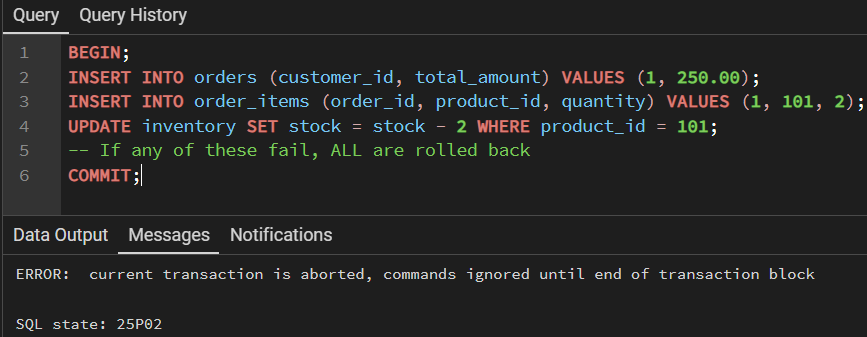 Query Query History
1 BEGIN;
2 INSERT INTO orders (customer_id, total_amount) VALUES (1, 250.00);
3 INSERT INTO order_items (order_id, product_id, quantity) VALUES (1, 101, 2);
4 UPDATE inventory SET stock = stock - 2 WHERE product_id = 101;
5 -- If any of these fail, ALL are rolled back
6 COMMIT;
Data Output Messages Notifications
ERROR:  current transaction is aborted, commands ignored until end of transaction block
SQL state: 25P02